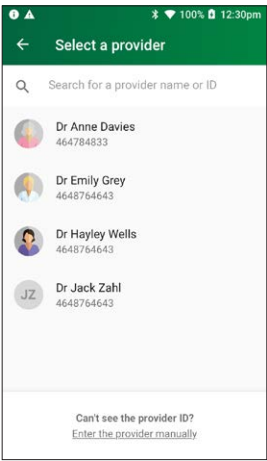 100% 12:30pm
Select a provider
Search for a provider name or ID
Dr Anne Davies
464784833
Dr Emily Grey
4648764643
Dr Hayley Wells
4648764643
JZ
Dr Jack Zahl
4648764643
Can't see the provider ID?
Enter the provider manually